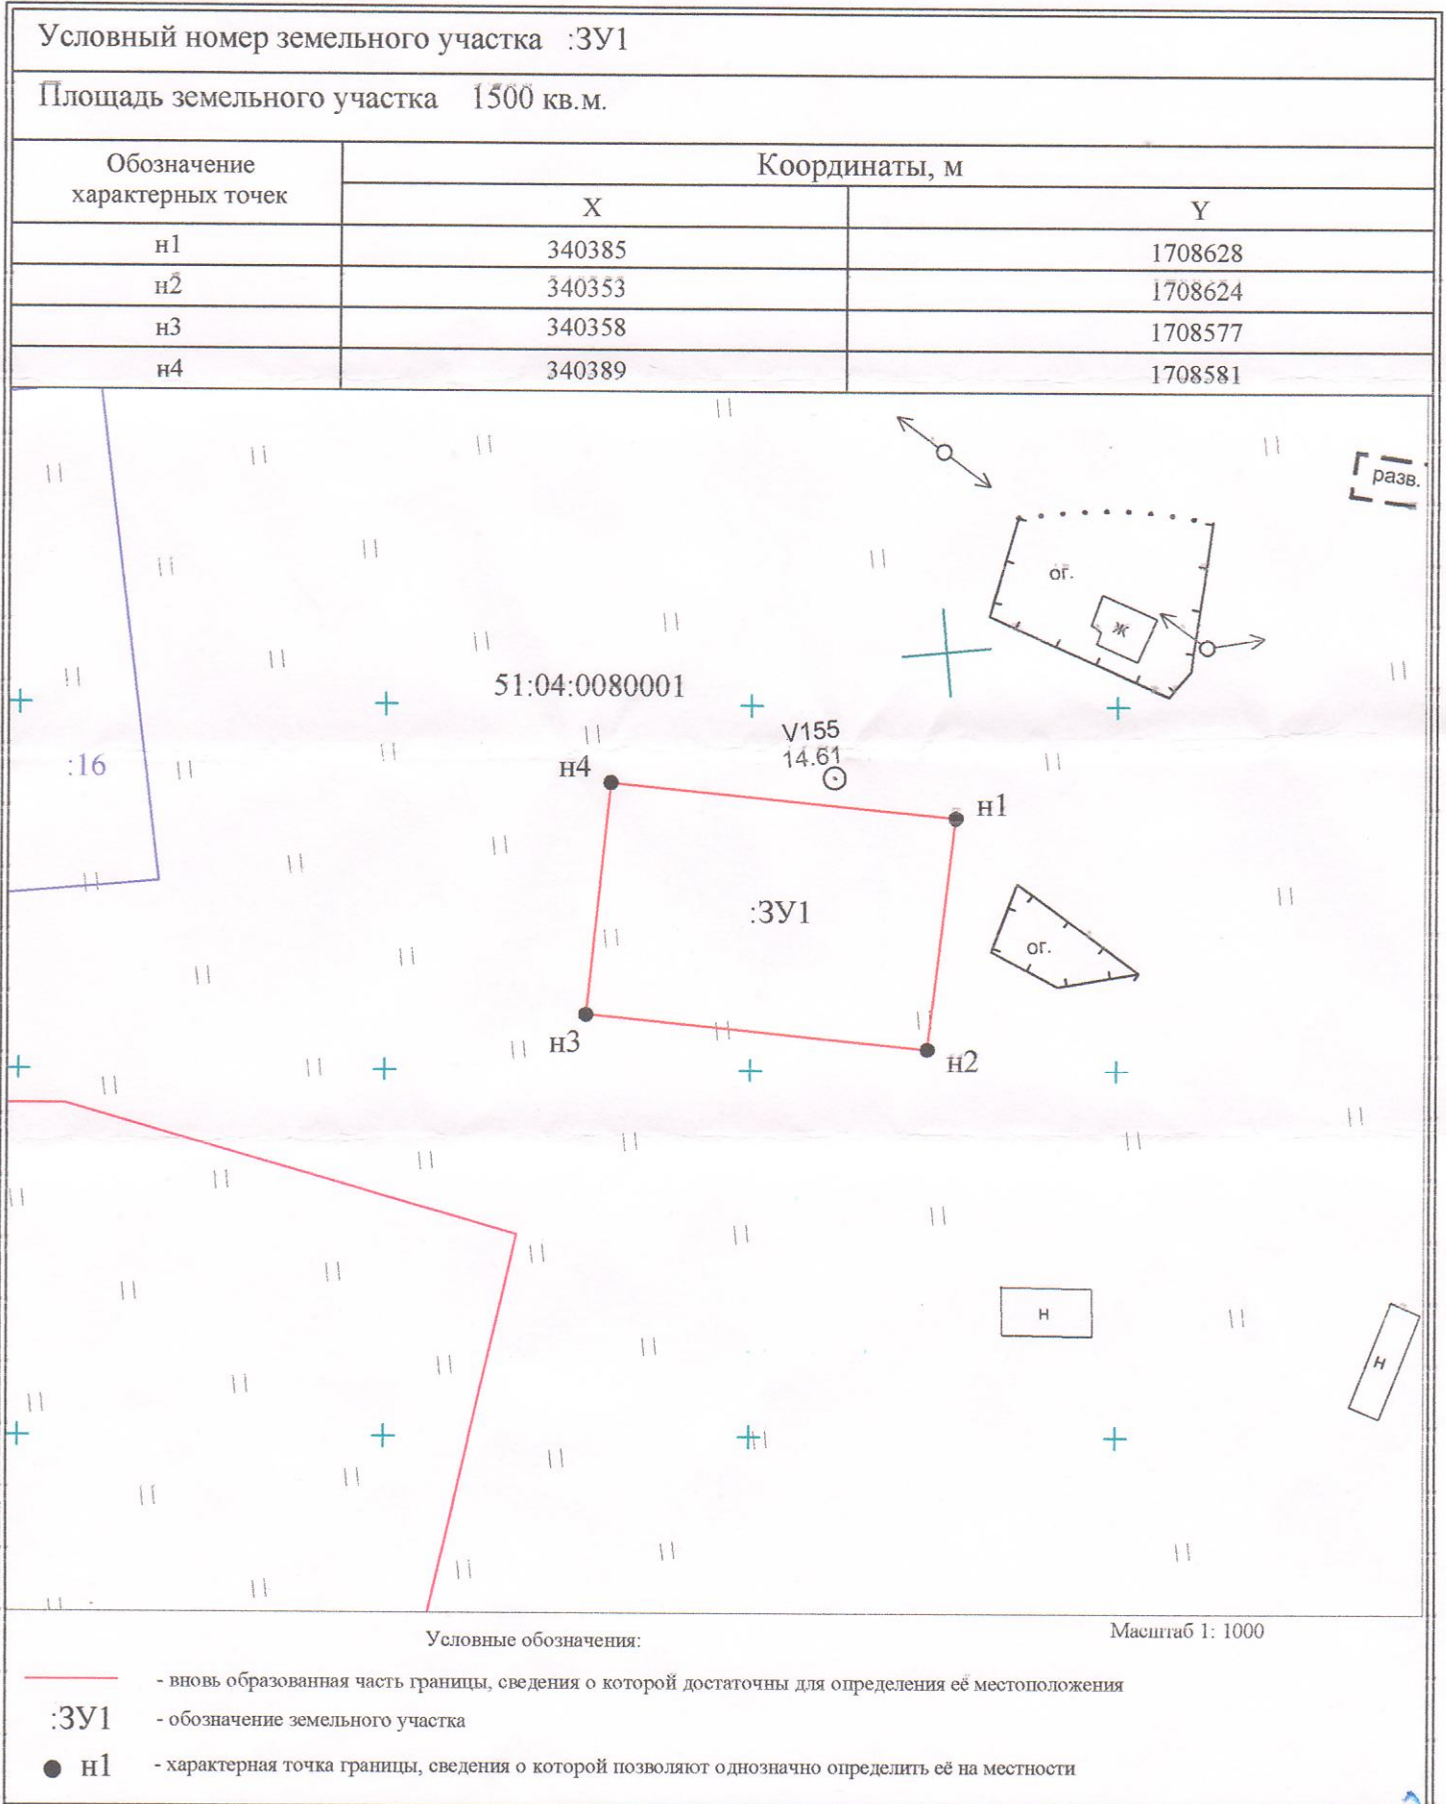 Условный номер земельного участка :ЗУ1
Площадь земельного участка 1500 кв.м.
Обозначение
характерных точек
Координаты, м
X
Y
н1
340385
1708628
н2
340353
1708624
н3
340358
1708577
н4
340389
1708581
разв.
ог.
ж
51:04:0080001
V155
14.61
:16
н4
н1
:ЗУ1
ог.
н3
н2
н
н
Масштаб 1: 1000
Условные обозначения:
- вновь образованная часть границы, сведения о которой достаточны для определения её местоположения
:ЗУ1 - обозначение земельного участка
н1 - характерная точка границы, сведения о которой позволяют однозначно определить её на местности